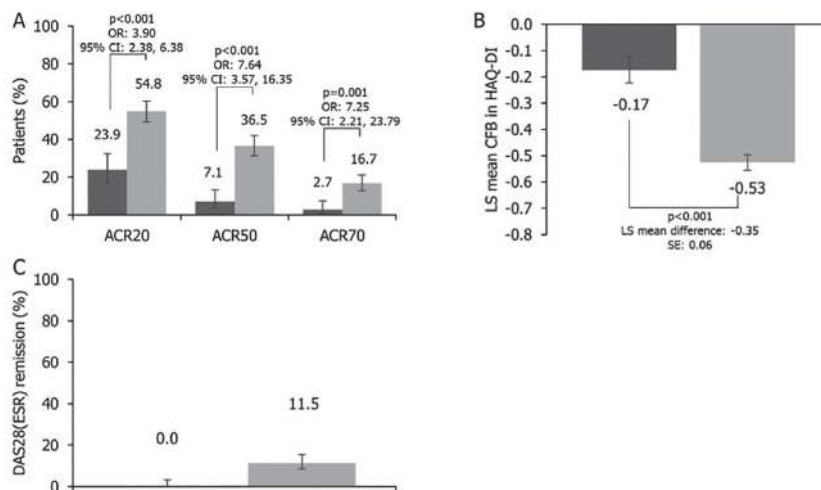 A
p<0.001
OR: 3.90
95% CI: 2.38, 6.38
p<0.001
OR: 7.64
95% CI: 3.57, 16.35
p=0.001
OR: 7.25
95% CI: 2.21, 23.79
Patients (%)
100
80
60
40
20
0
23.9
54.8
7.1
36.5
2.7
16.7
ACR20
ACR50
ACR70
B
LS mean CFB in HAQ-DI
0.0
-0.1
-0.2
-0.3
-0.4
-0.5
-0.6
-0.7
-0.8
-0.17
-0.53
p<0.001
LS mean difference: -0.35
SE: 0.06
C
DAS28(ESR) remission (%)
100
80
60
40
20
0
0.0
11.5